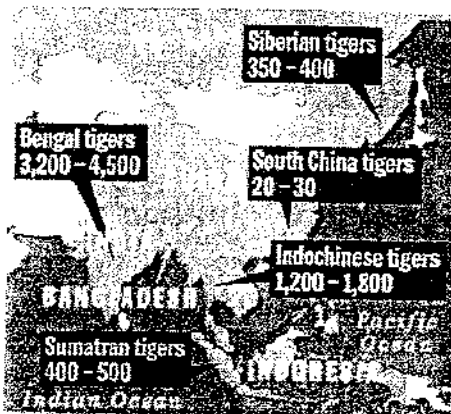 Siberian tigers
350 – 400
Bengal tigers
3,200 – 4,500
South China tigers
20 – 30
Indochinese tigers
1,200 – 1,800
BANGLADESH
Pacific
Ocean
Sumatran tigers
400 – 500
INDONESIA
Indian Ocean